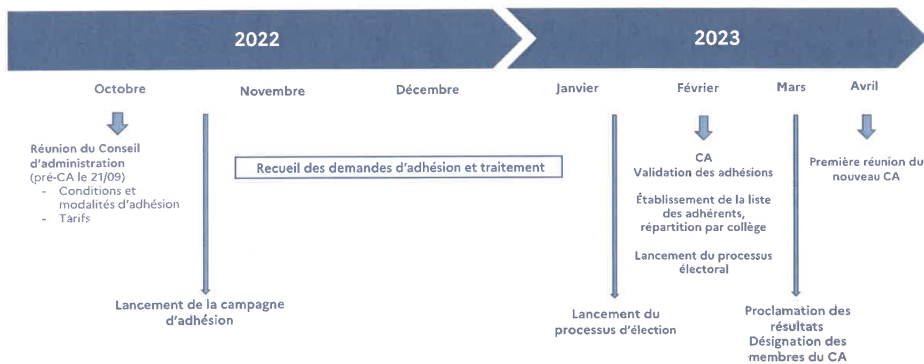 2022
2023
Octobre
Novembre
Décembre
Janvier
Février
Mars
Avril
Réunion du Conseil
d'administration
(pré-CA le 21/09)
- Conditions et
modalités d'adhésion
- Tarifs
Lancement de la campagne
d'adhésion
Recueil des demandes d'adhésion et traitement
Lancement du
processus d'élection
CA
Validation des adhésions
Établissement de la liste
des adhérents,
répartition par collège
Lancement du processus
électoral
Proclamation des
résultats
Désignation des
membres du CA
Première réunion du
nouveau CA